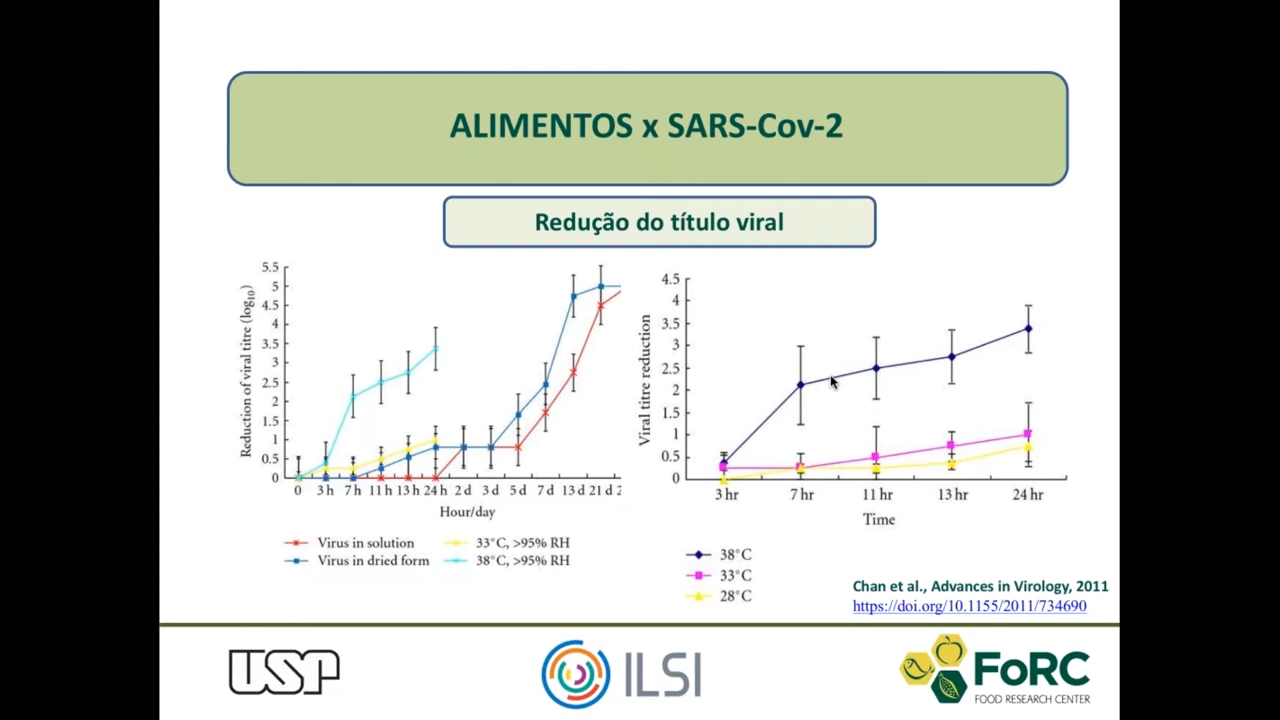 ALIMENTOS x SARS-Cov-2
Redução do título viral
Reduction of viral titre (log10)
5.5
5
4.5
4
3.5
3
2.5
2
1.5
1
0.5
0
0 3 h 7 h 11 h 13 h 24 h 2 d 3 d 5 d 7 d 13 d 21 d 2
Hour/day
Virus in solution
Virus in dried form
33°C, >95% RH
38°C, >95% RH
Viral titre reduction
4.5
4
3.5
3
2.5
2
1.5
1
0.5
0
3 hr 7 hr 11 hr 13 hr 24 hr
Time
38°C
33°C
28°C
Chan et al., Advances in Virology, 2011
https://doi.org/10.1155/2011/734690
USP
ILSI
FoRC
FOOD RESEARCH CENTER